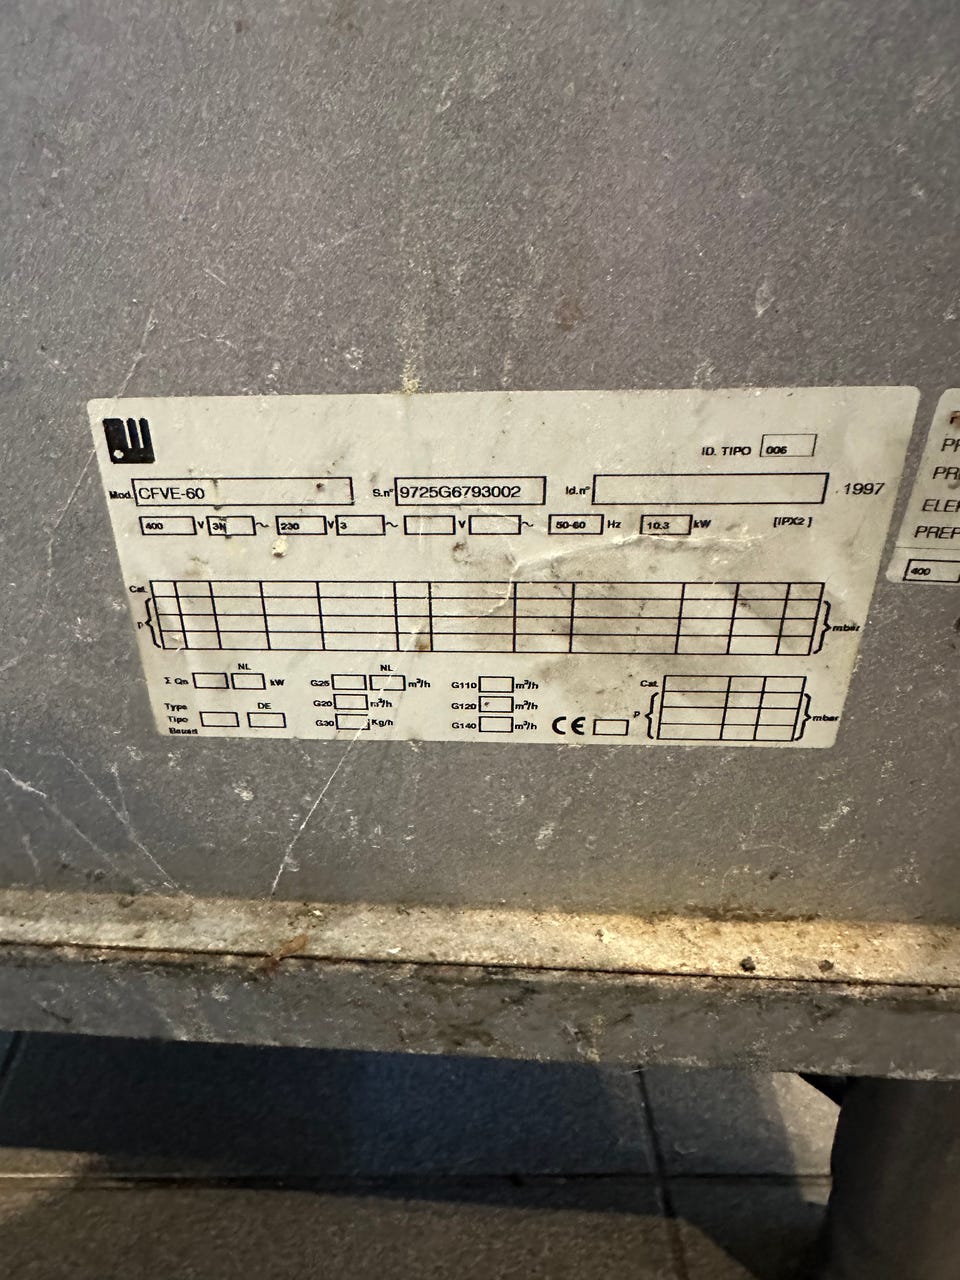 ID. TIPO 006
Mod. CFVE-60 S.n° 9725G6793002 Id.n° . 1997
400 V 3N ~ 230 V 3 ~ V ~ 50-60 Hz 10.3 kW [IPX2]
Cat.
p mbar
NL NL
Σ Qn kW G25 m³/h G110 m³/h Cat.
G20 m³/h G120 m³/h
Type DE
Tipo G30 Kg/h G140 m³/h CE p mbar
Bauart
PR
PRE
ELE
PREP
400